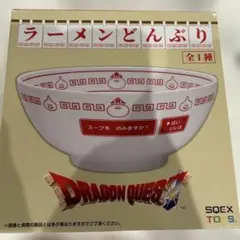 ラーメンどんぶり
全1種
スープを のみますか?
▶はい
いいえ
DRAGON QUEST
SQEX
TOYS